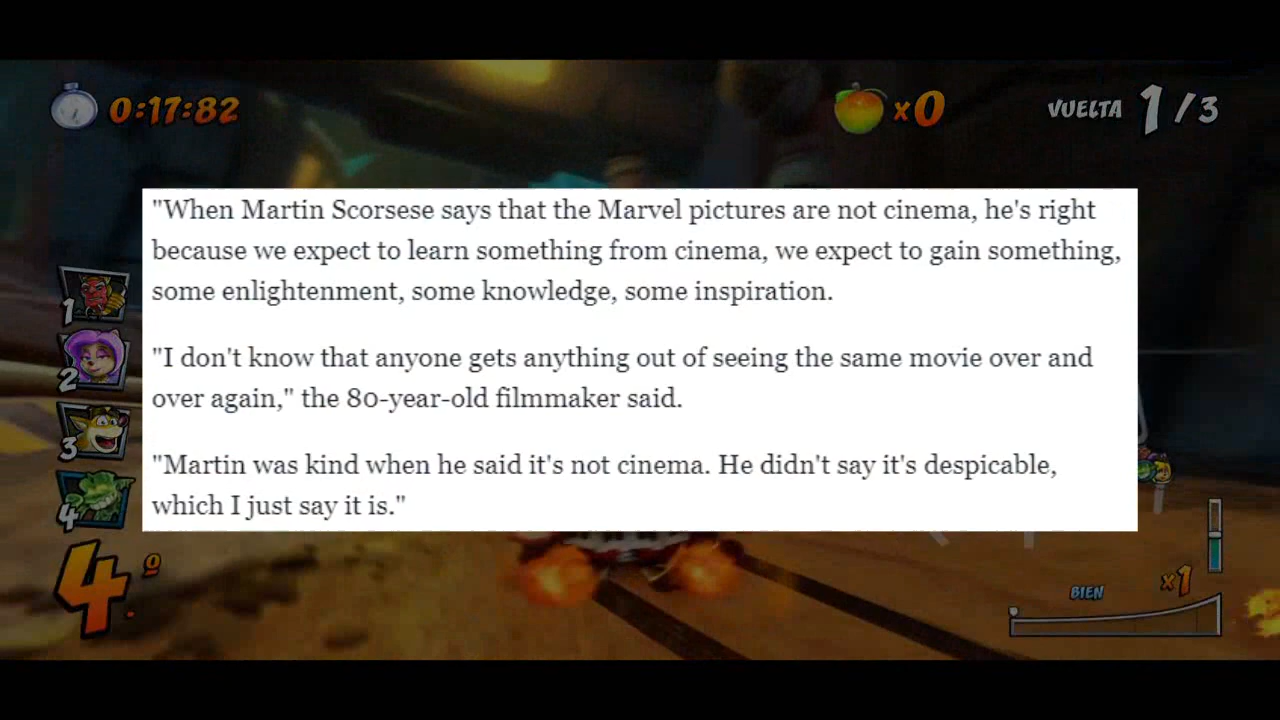 0:17:82
x0
VUELTA 1/3
"When Martin Scorsese says that the Marvel pictures are not cinema, he's right
because we expect to learn something from cinema, we expect to gain something,
some enlightenment, some knowledge, some inspiration.
"I don't know that anyone gets anything out of seeing the same movie over and
over again," the 80-year-old filmmaker said.
"Martin was kind when he said it's not cinema. He didn't say it's despicable,
which I just say it is."
1
2
3
4
4º
BIEN x1